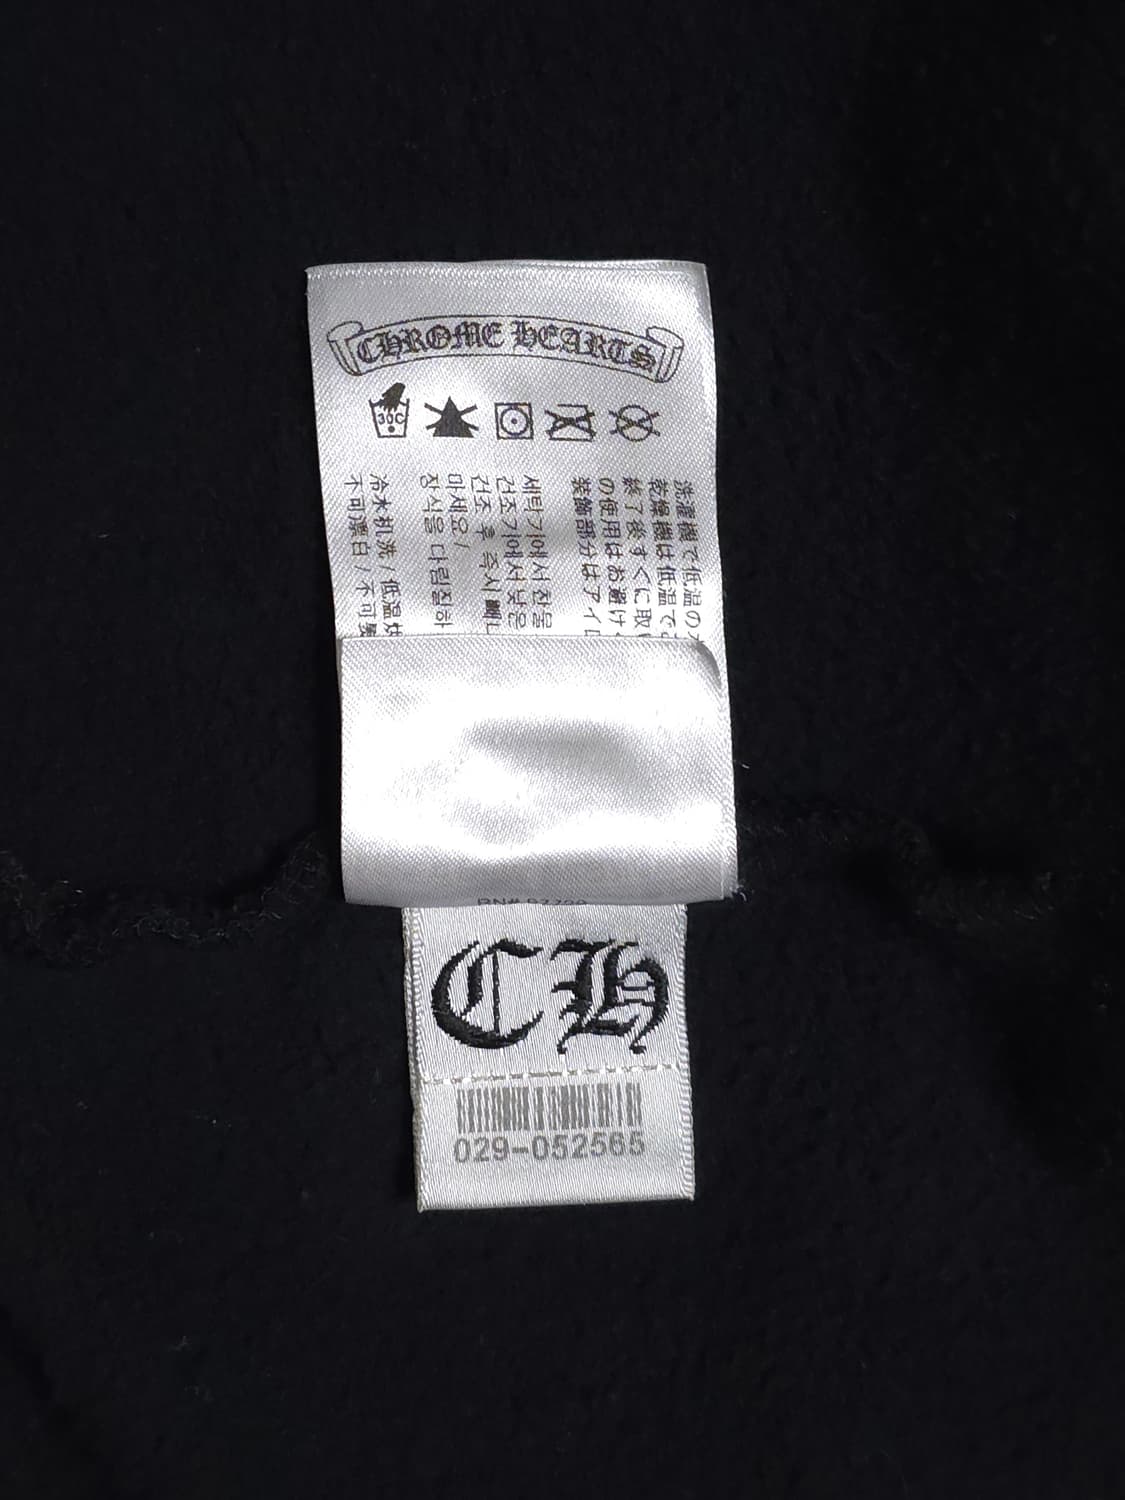 CHROME HEARTS
30C
洗濯機で低温の
乾燥機は低温で
終了後すぐに取
の使用はお避け
装飾部分はアイロ
세탁기에서 찬물
건조기에서 낮은
건조 후 즉시 빼
마세요 /
장식을 다림질하
冷水机洗 / 低温
不可漂白 / 不可
RN#
CH
029-052565